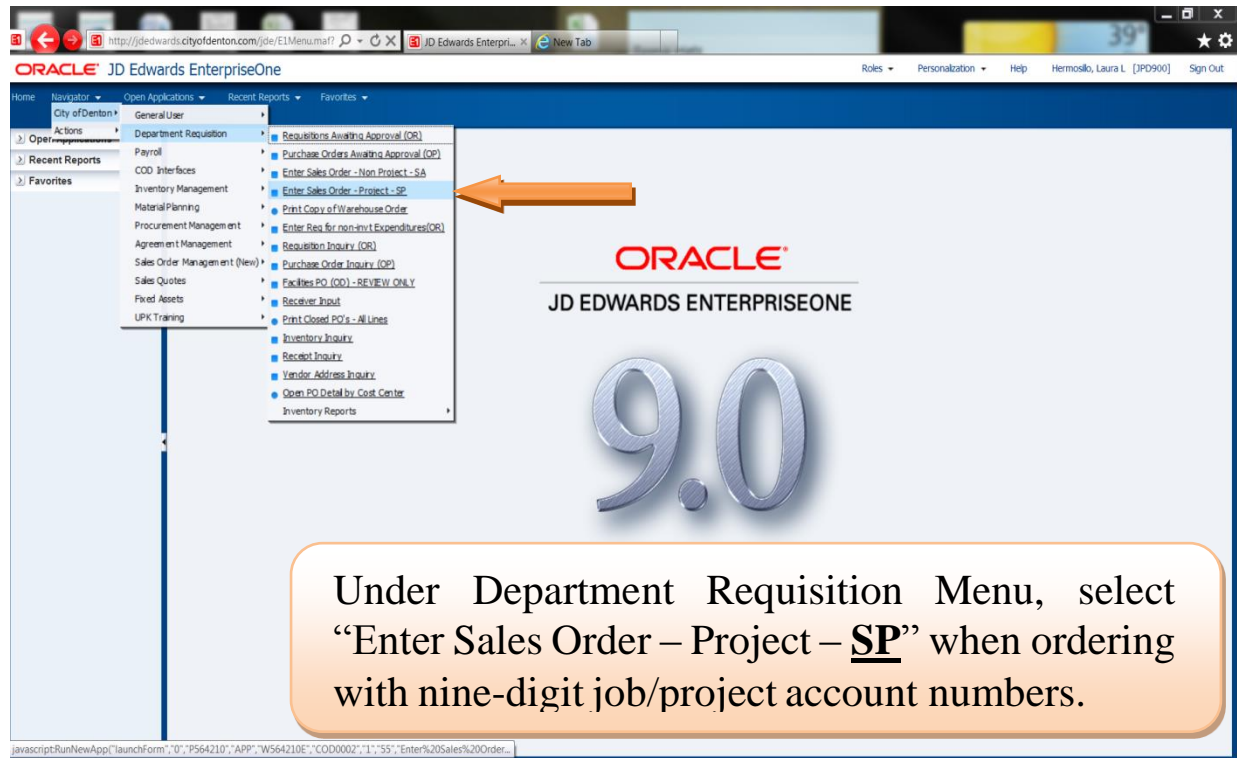 39°
http://jdedwards.cityofdenton.com/jde/E1Menu.maf?
JD Edwards Enterpri...
New Tab
ORACLE® JD Edwards EnterpriseOne
Roles
Personalization
Help
Hermosillo, Laura L [JPD900]
Sign Out
Home
Navigator
Open Applications
Recent Reports
Favorites
City of Denton
Actions
Recent Reports
Favorites
General User
Department Requisition
Payroll
COD Interfaces
Inventory Management
Material Planning
Procurement Management
Agreement Management
Sales Order Management (New)
Sales Quotes
Fixed Assets
UPK Training
Requisitions Awaiting Approval (OR)
Purchase Orders Awaiting Approval (OP)
Enter Sales Order - Non Project - SA
Enter Sales Order - Project - SP
Print Copy of Warehouse Order
Enter Req for non-invt Expenditures(OR)
Requisition Inquiry (OR)
Purchase Order Inquiry (OP)
Facilities PO (OD) - REVIEW ONLY
Receiver Input
Print Closed PO's - All Lines
Inventory Inquiry
Receipt Inquiry
Vendor Address Inquiry
Open PO Detail by Cost Center
Inventory Reports
ORACLE®
JD EDWARDS ENTERPRISEONE
9.0
Under Department Requisition Menu, select
“Enter Sales Order – Project – SP” when ordering
with nine-digit job/project account numbers.
javascript:RunNewApp("launchForm","0","P564210","APP","W564210E","COD0002","1","55","Enter%20Sales%20Order...